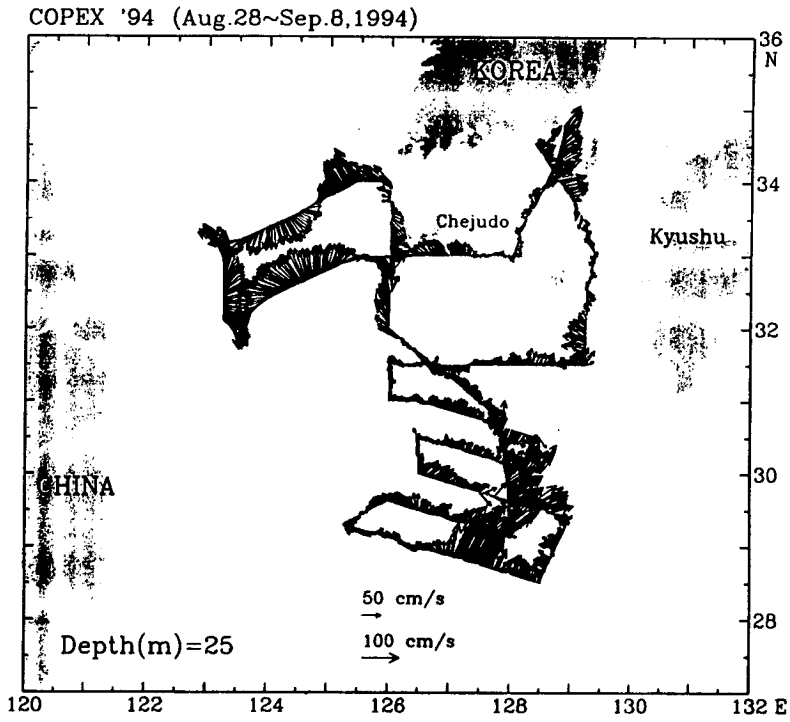 COPEX '94 (Aug.28~Sep.8,1994)
36
N
KOREA
34
Chejudo
Kyushu
32
CHINA
30
50 cm/s
28
Depth(m)=25
100 cm/s
120 122 124 126 128 130 132 E